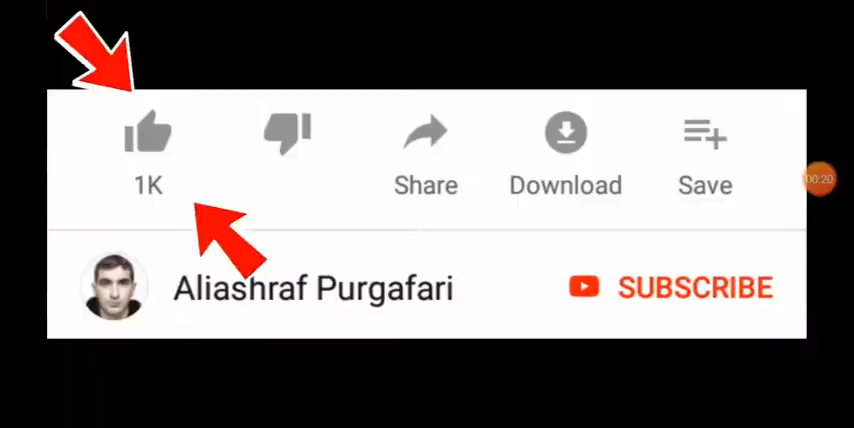 1K
Share
Download
Save
00:20
Aliashraf Purgafari
SUBSCRIBE